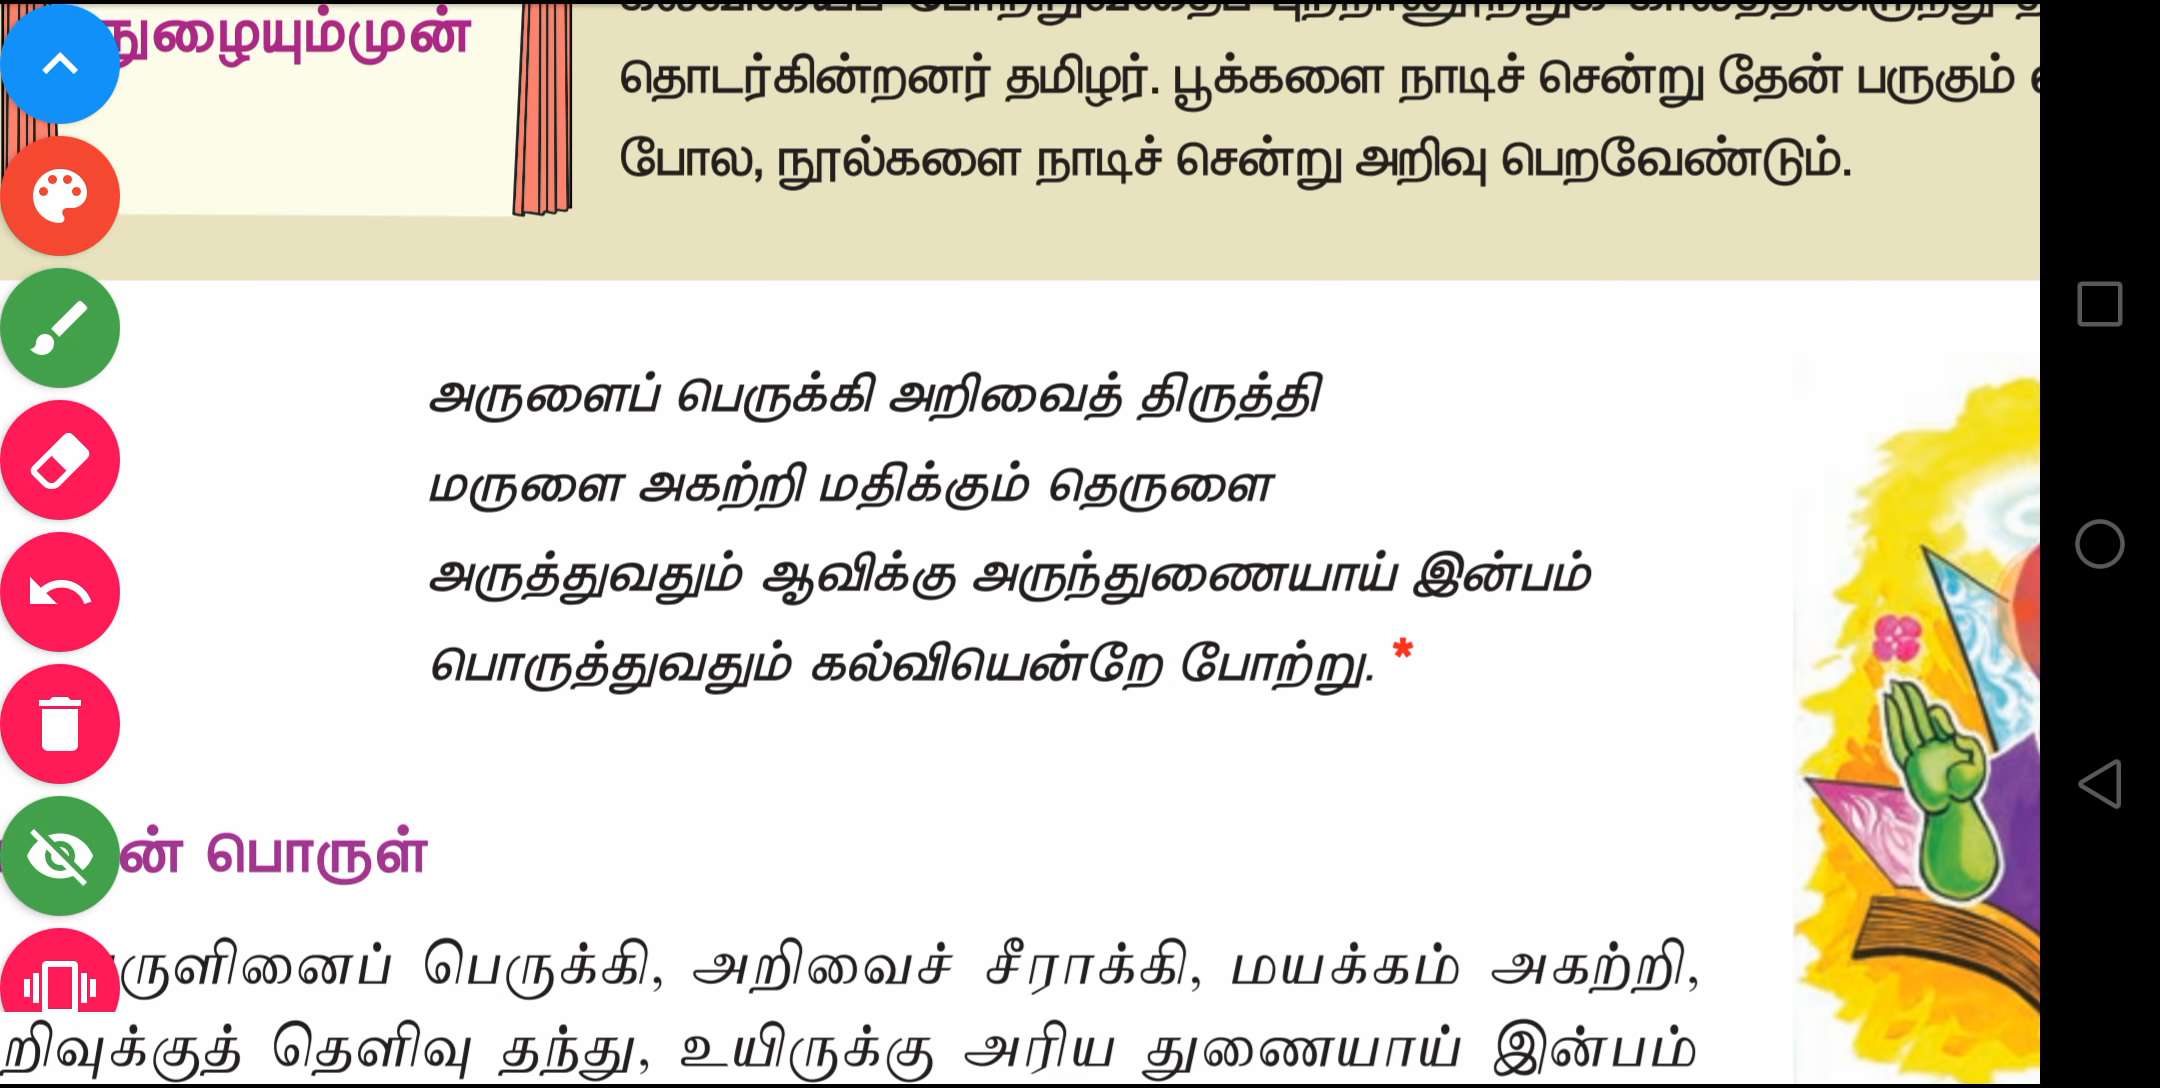 நுழையும்முன்
தொடர்கின்றனர் தமிழர். பூக்களை நாடிச் சென்று தேன் பருகும்
போல, நூல்களை நாடிச் சென்று அறிவு பெறவேண்டும்.
அருளைப் பெருக்கி அறிவைத் திருத்தி
மருளை அகற்றி மதிக்கும் தெருளை
அருத்துவதும் ஆவிக்கு அருந்துணையாய் இன்பம்
பொருத்துவதும் கல்வியென்றே போற்று. *
ன் பொருள்
ருளினைப் பெருக்கி, அறிவைச் சீராக்கி, மயக்கம் அகற்றி,
றிவுக்குத் தெளிவு தந்து, உயிருக்கு அரிய துணையாய் இன்பம்